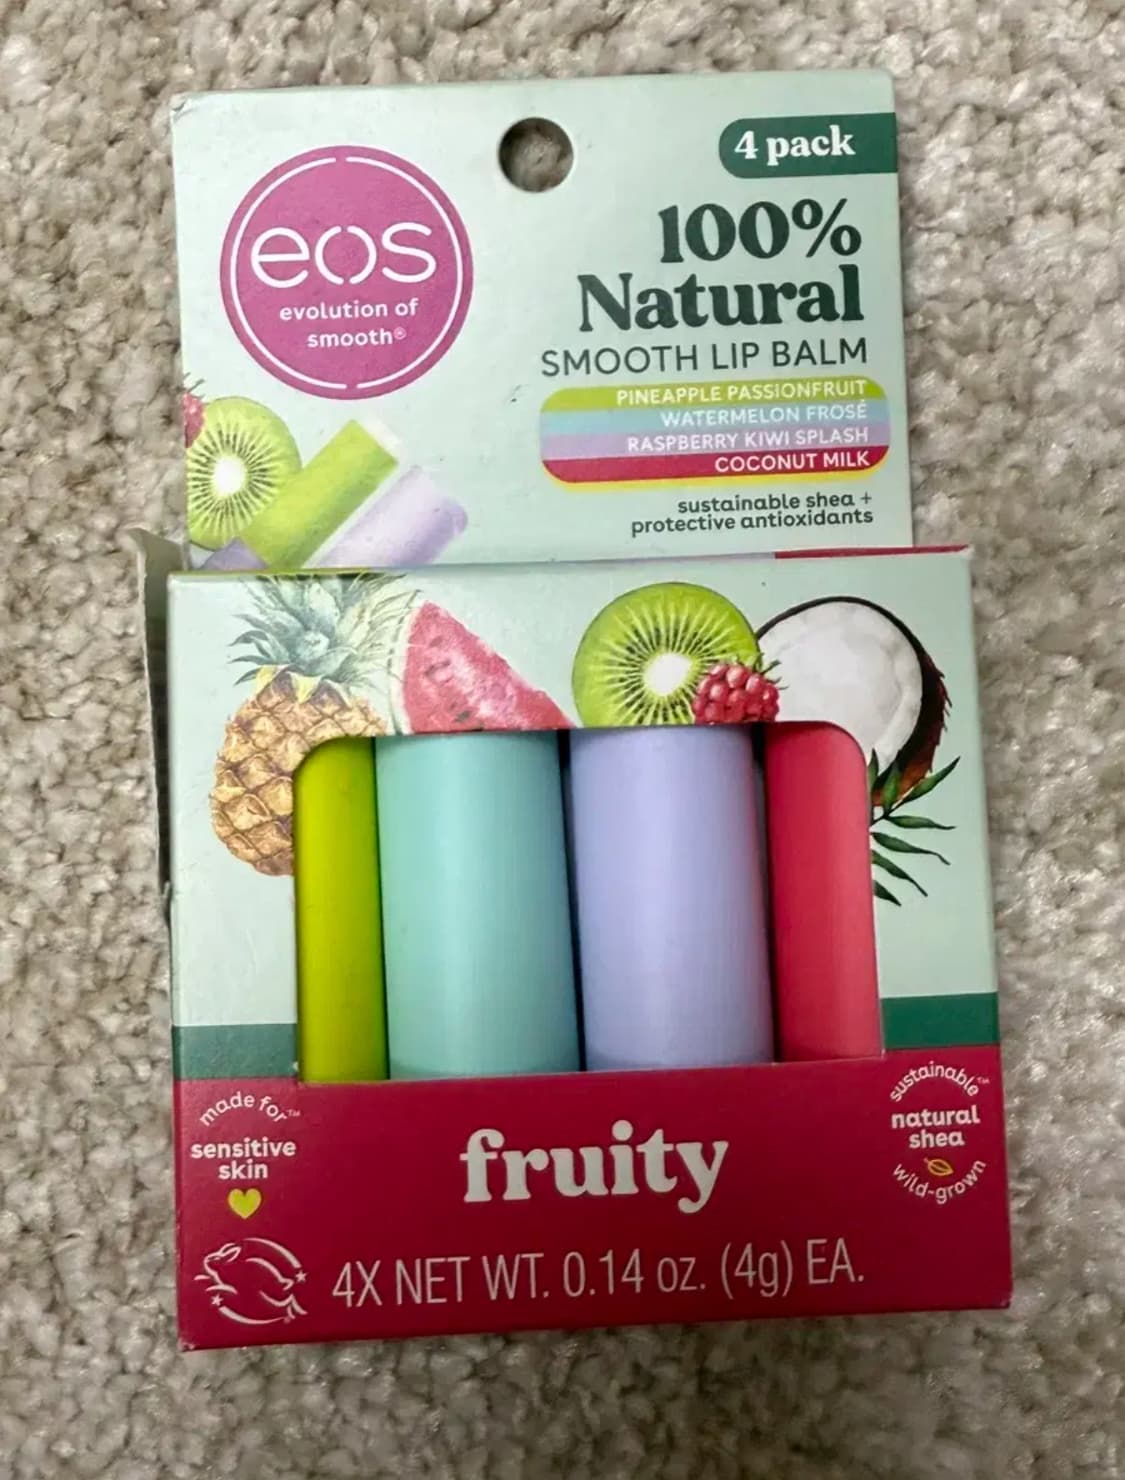 4 pack
eos
evolution of
smooth®
100%
Natural
SMOOTH LIP BALM
PINEAPPLE PASSIONFRUIT
WATERMELON FROSÉ
RASPBERRY KIWI SPLASH
COCONUT MILK
sustainable shea +
protective antioxidants
made for™
sensitive
skin
fruity
sustainable™
natural
shea
wild-grown
4X NET WT. 0.14 oz. (4g) EA.